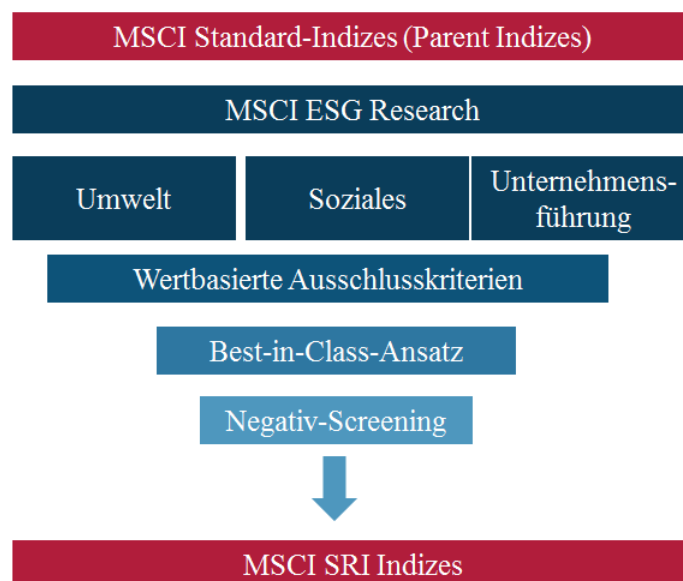 MSCI Standard-Indizes (Parent Indizes)
MSCI ESG Research
Umwelt
Soziales
Unternehmens-
führung
Wertbasierte Ausschlusskriterien
Best-in-Class-Ansatz
Negativ-Screening
MSCI SRI Indizes